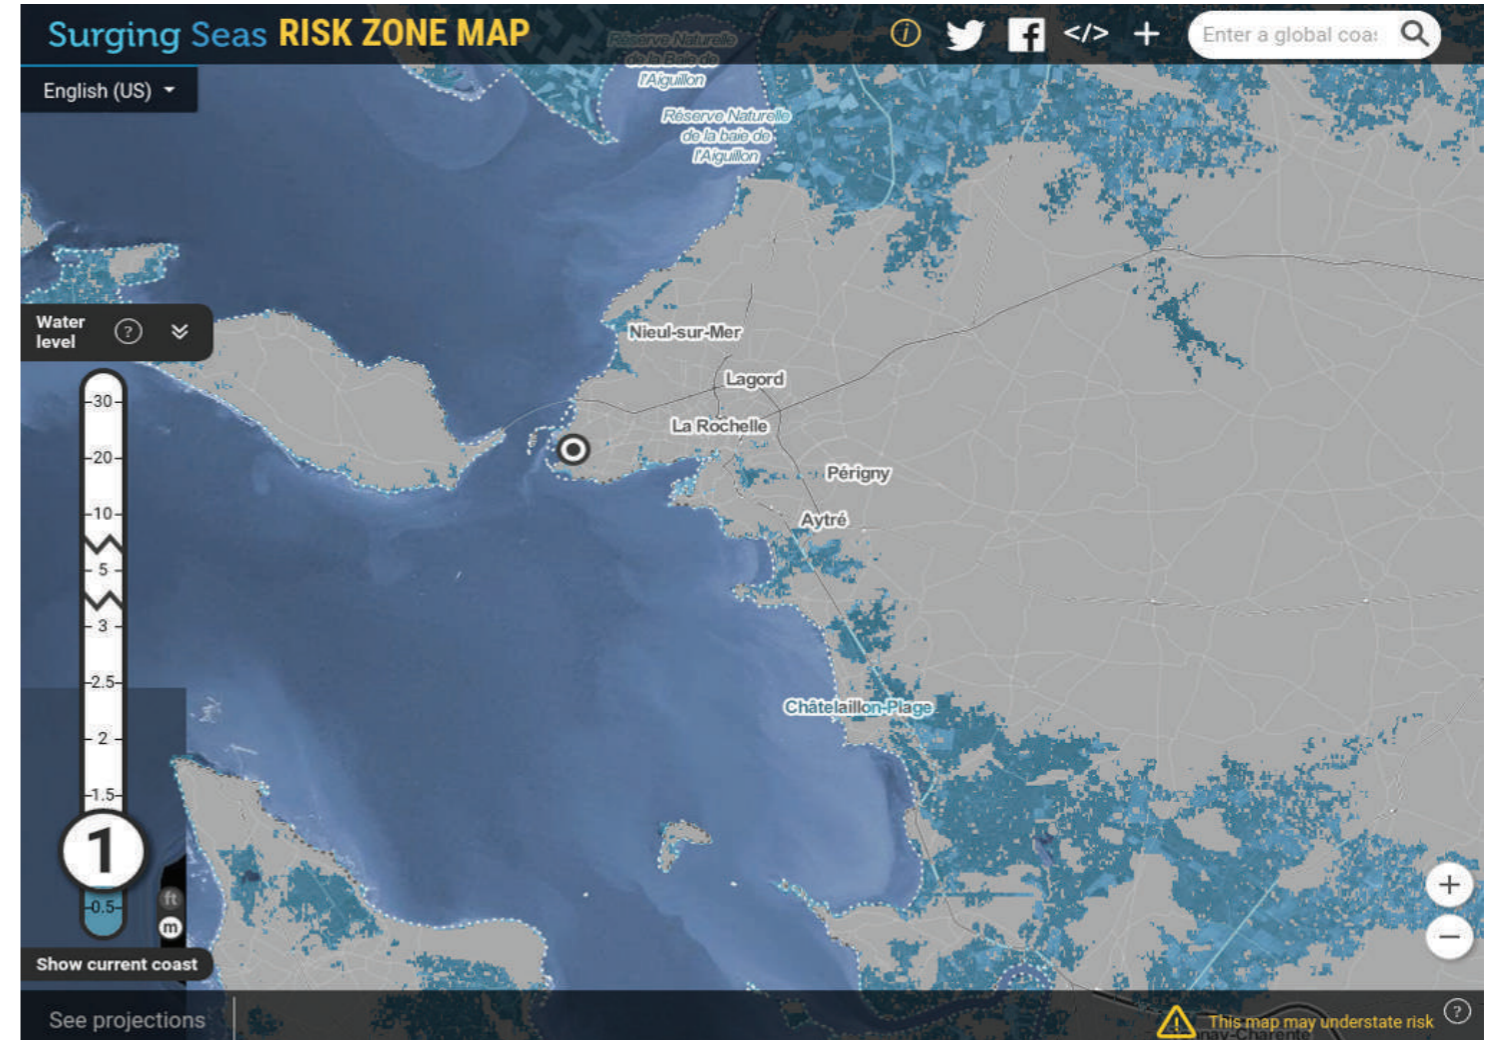 Surging Seas RISK ZONE MAP
Enter a global coas
English (US)
Réserve Naturelle
de la Baie de
l'Aiguillon
Réserve Naturelle
de la baie de
l'Aiguillon
Water
level
Nieul-sur-Mer
Lagord
La Rochelle
Périgny
Aytré
Châtelaillon-Plage
30
20
10
5
3
2.5
2
1.5
1
0.5
ft
m
Show current coast
See projections
This map may understate risk
nay-Charente